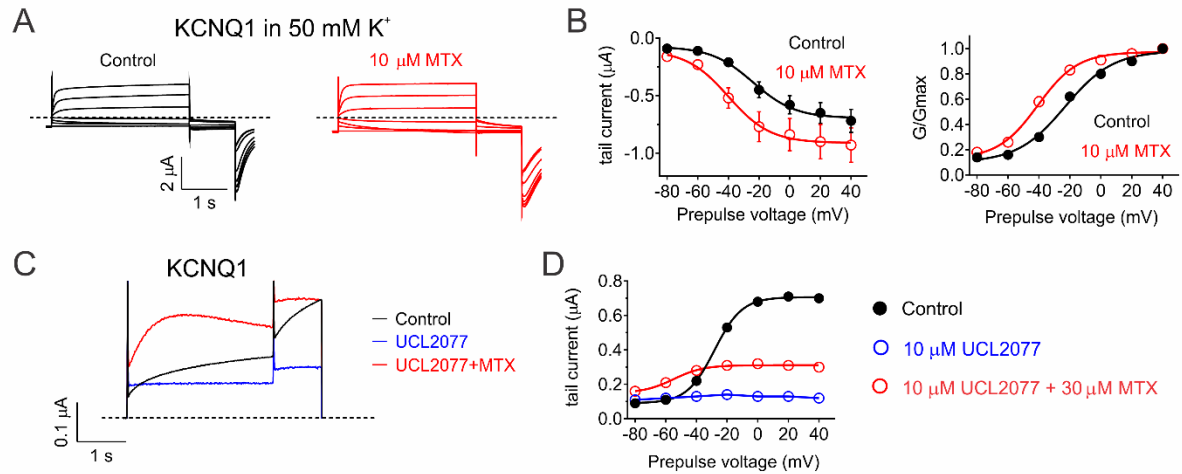 A
KCNQ1 in 50 mM K+
Control
10 μM MTX
2 μA
1 s
B
tail current (μA)
0.0
-0.5
-1.0
Control
10 μM MTX
-80 -60 -40 -20 0 20 40
Prepulse voltage (mV)
G/Gmax
1.0
0.8
0.6
0.4
0.2
0.0
Control
10 μM MTX
-80 -60 -40 -20 0 20 40
Prepulse voltage (mV)
C
KCNQ1
Control
UCL2077
UCL2077+MTX
0.1 μA
1 s
D
tail current (μA)
0.8
0.6
0.4
0.2
0.0
-80 -60 -40 -20 0 20 40
Prepulse voltage (mV)
Control
10 μM UCL2077
10 μM UCL2077 + 30 μM MTX